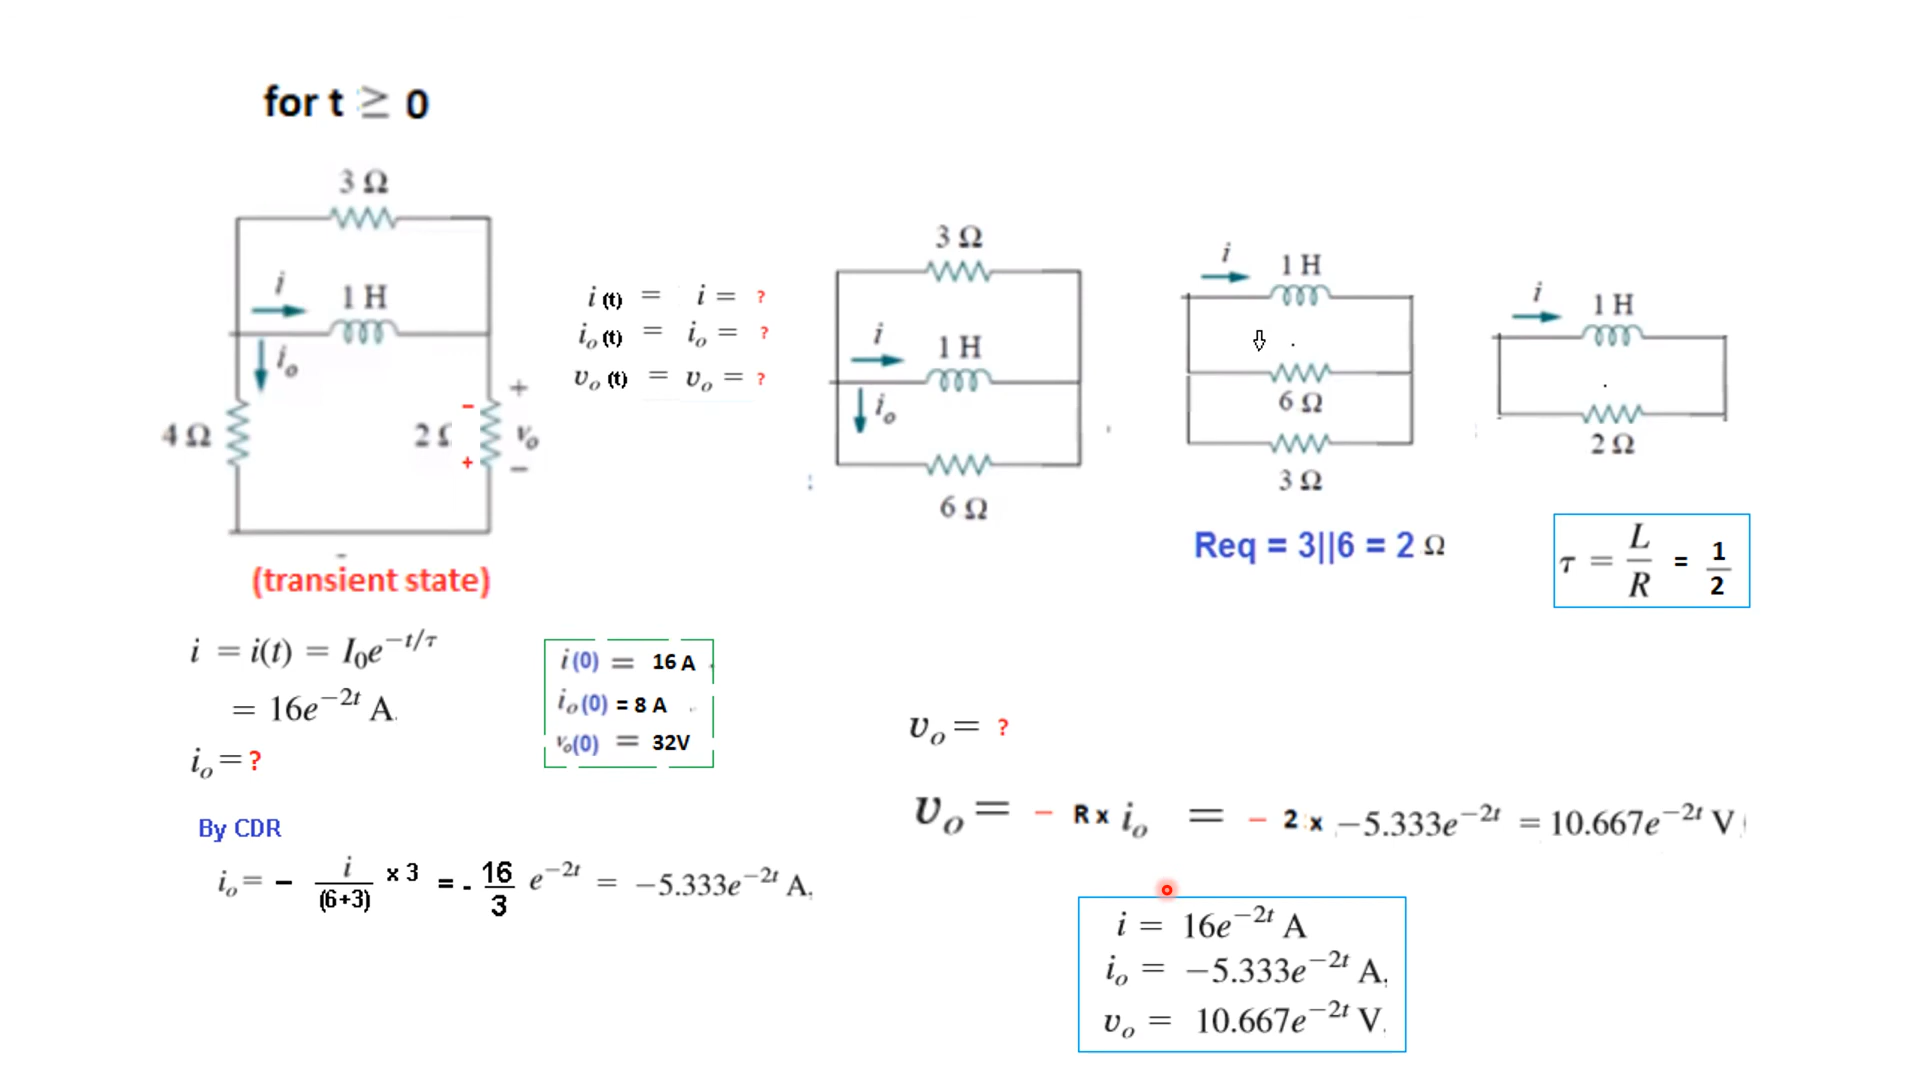 for t ≥ 0
3 Ω
i
1 H
i_o
4 Ω
2
+
−
v_o
+
−
(transient state)
i (t) = i = ?
i_o (t) = i_o = ?
v_o (t) = v_o = ?
3 Ω
i
1 H
i_o
6 Ω
i
1 H
6 Ω
3 Ω
Req = 3||6 = 2 Ω
i
1 H
2 Ω
τ = L/R = 1/2
i = i(t) = I₀e^{−t/τ}
= 16e^{−2t} A
i_o = ?
i(0) = 16 A
i_o(0) = 8 A
v_o(0) = 32V
By CDR
i_o = − i/(6+3) x 3 = - 16/3 e^{−2t} = −5.333e^{−2t} A
v_o = ?
v_o = − R x i_o = − 2 x −5.333e^{−2t} = 10.667e^{−2t} V
i = 16e^{−2t} A
i_o = −5.333e^{−2t} A,
v_o = 10.667e^{−2t} V